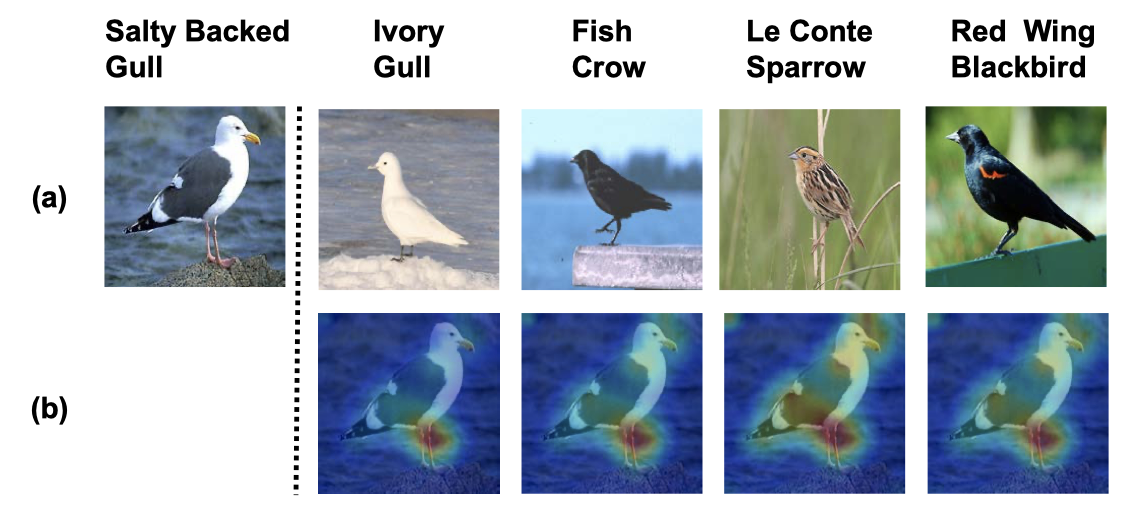 Salty Backed
Gull
Ivory
Gull
Fish
Crow
Le Conte
Sparrow
Red Wing
Blackbird
(a)
(b)